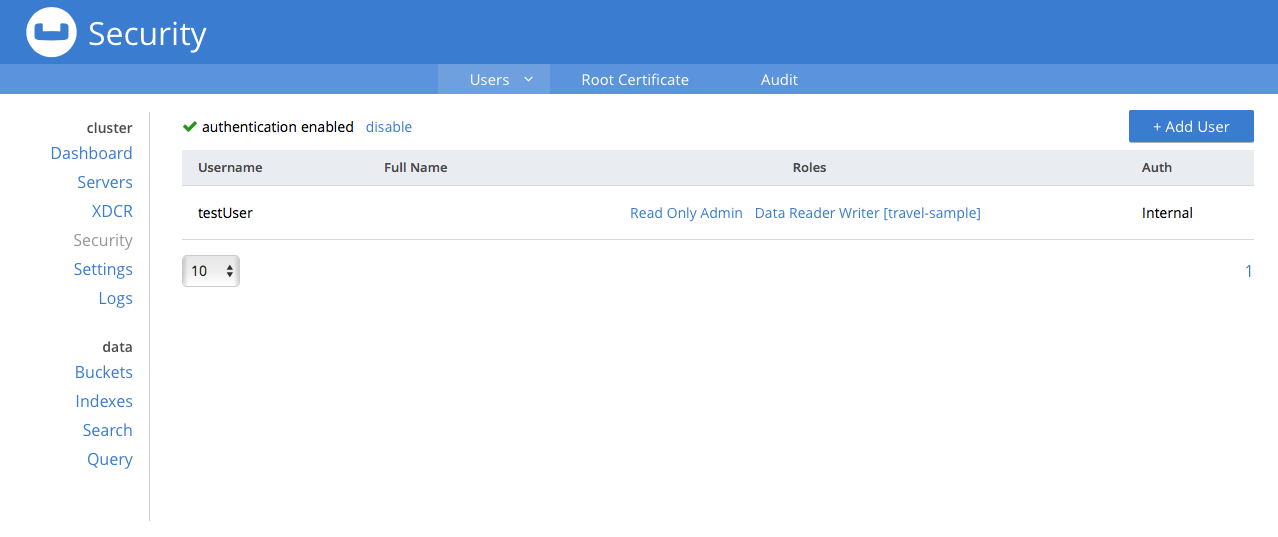 Security
Users Root Certificate Audit
cluster
Dashboard
Servers
XDCR
Security
Settings
Logs
data
Buckets
Indexes
Search
Query
authentication enabled disable
+ Add User
Username Full Name Roles Auth
testUser Read Only Admin Data Reader Writer [travel-sample] Internal
10
1